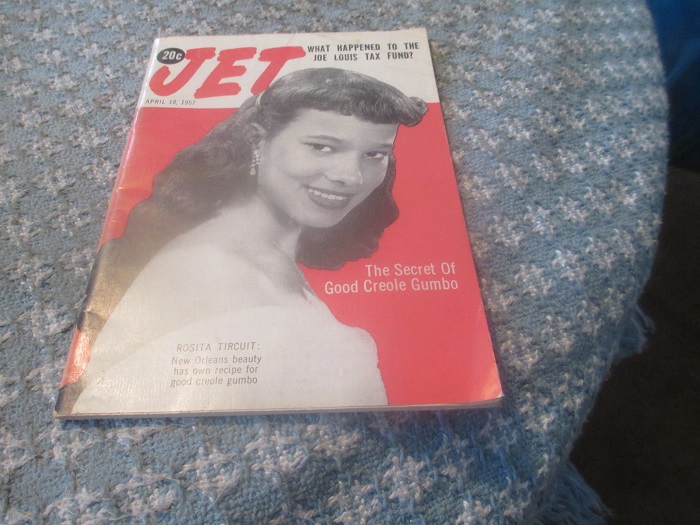 20c
JET
WHAT HAPPENED TO THE
JOE LOUIS TAX FUND?
APRIL 18, 1957
The Secret Of
Good Creole Gumbo
ROSITA TIRCUIT:
New Orleans beauty
has own recipe for
good creole gumbo